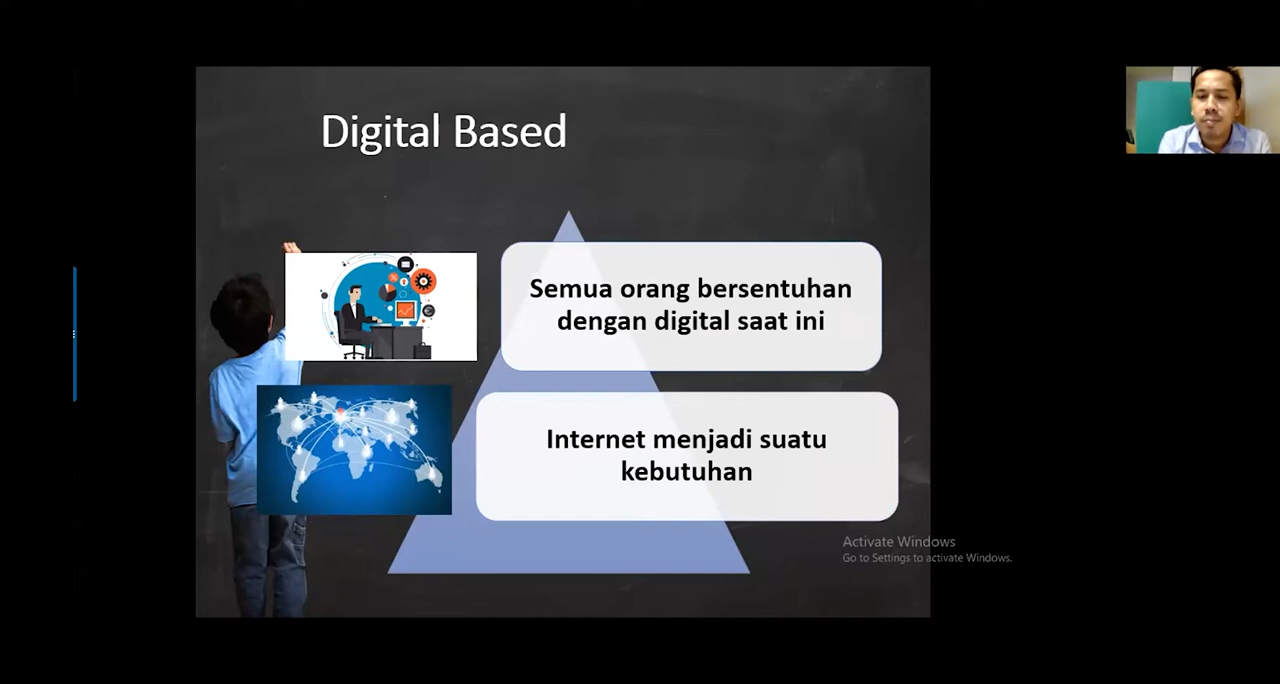 Digital Based
Semua orang bersentuhan
dengan digital saat ini
Internet menjadi suatu
kebutuhan
Activate Windows
Go to Settings to activate Windows.